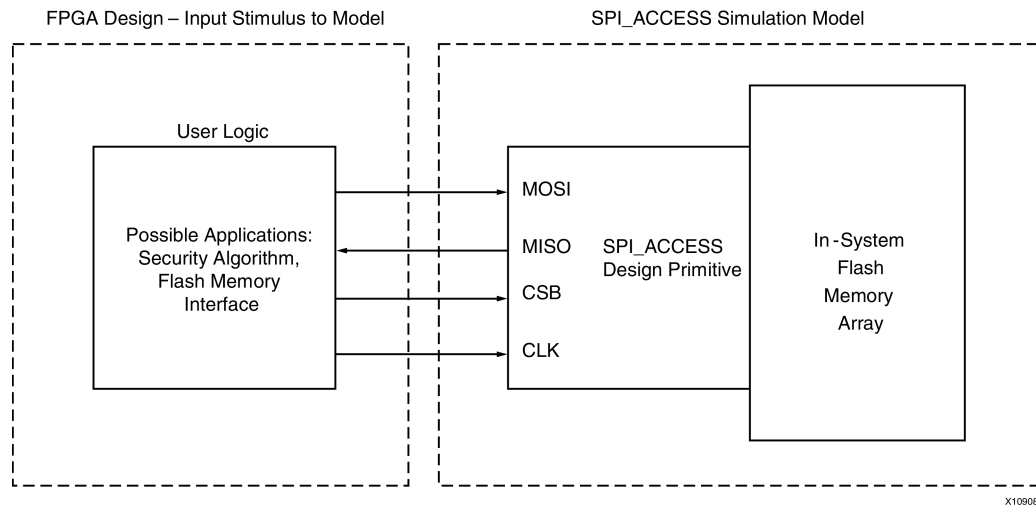 FPGA Design – Input Stimulus to Model
SPI_ACCESS Simulation Model
User Logic
Possible Applications:
Security Algorithm,
Flash Memory
Interface
MOSI
MISO
CSB
CLK
SPI_ACCESS
Design Primitive
In-System
Flash
Memory
Array
X10908